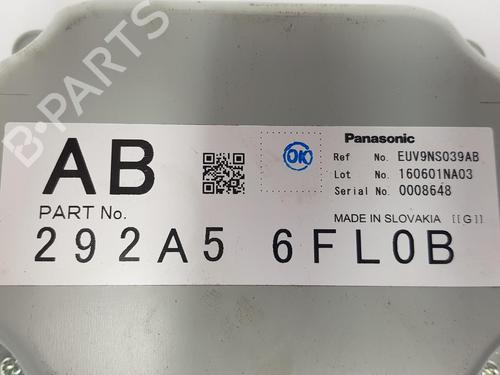 B-PARTS
AB
PART No.
OK
Panasonic
Ref No. EUV9NS039AB
Lot No. 160601NA03
Serial No. 0008648
MADE IN SLOVAKIA [[G]]
292A5 6FL0B